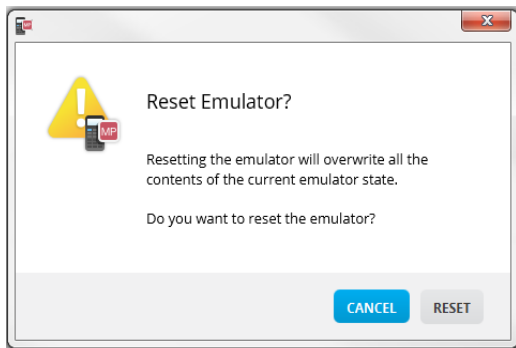 MP
Reset Emulator?
Resetting the emulator will overwrite all the
contents of the current emulator state.
Do you want to reset the emulator?
CANCEL RESET